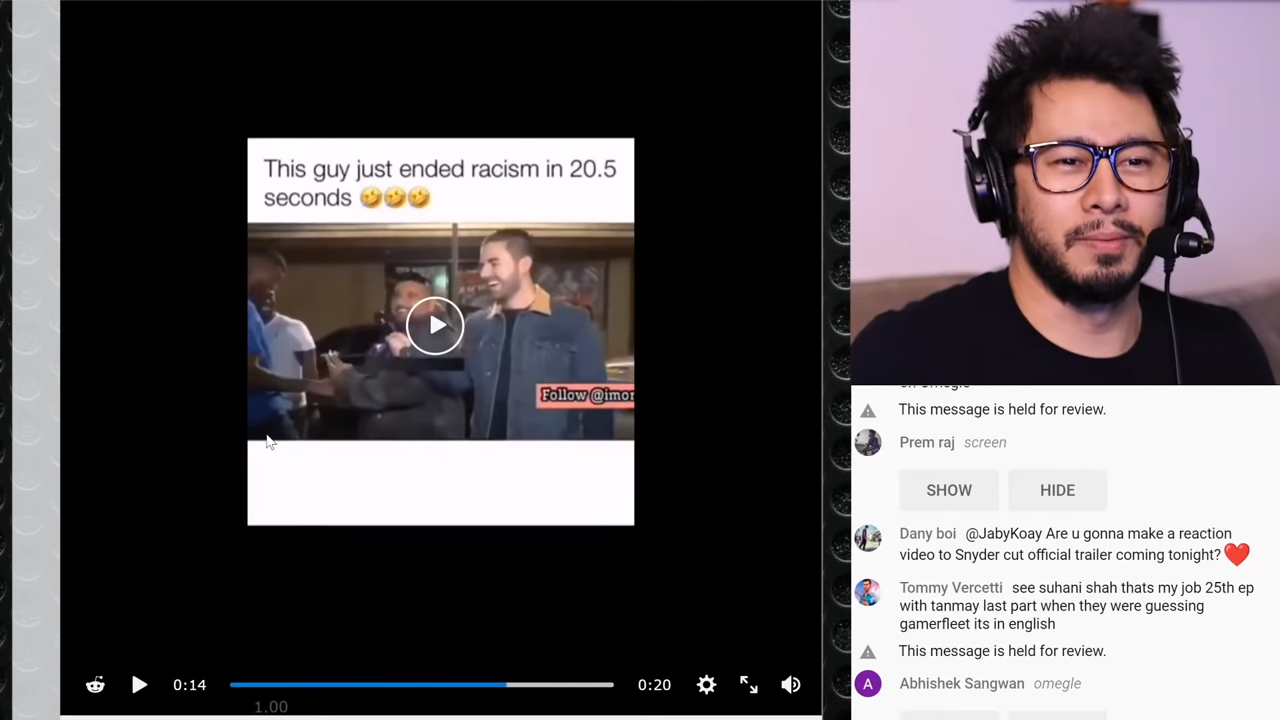 This guy just ended racism in 20.5
seconds 🤣🤣🤣
Follow @imor
0:14
0:20
1.00
on Omegle
This message is held for review.
Prem raj screen
SHOW HIDE
Dany boi @JabyKoay Are u gonna make a reaction
video to Snyder cut official trailer coming tonight?❤️
Tommy Vercetti see suhani shah thats my job 25th ep
with tanmay last part when they were guessing
gamerfleet its in english
This message is held for review.
A Abhishek Sangwan omegle